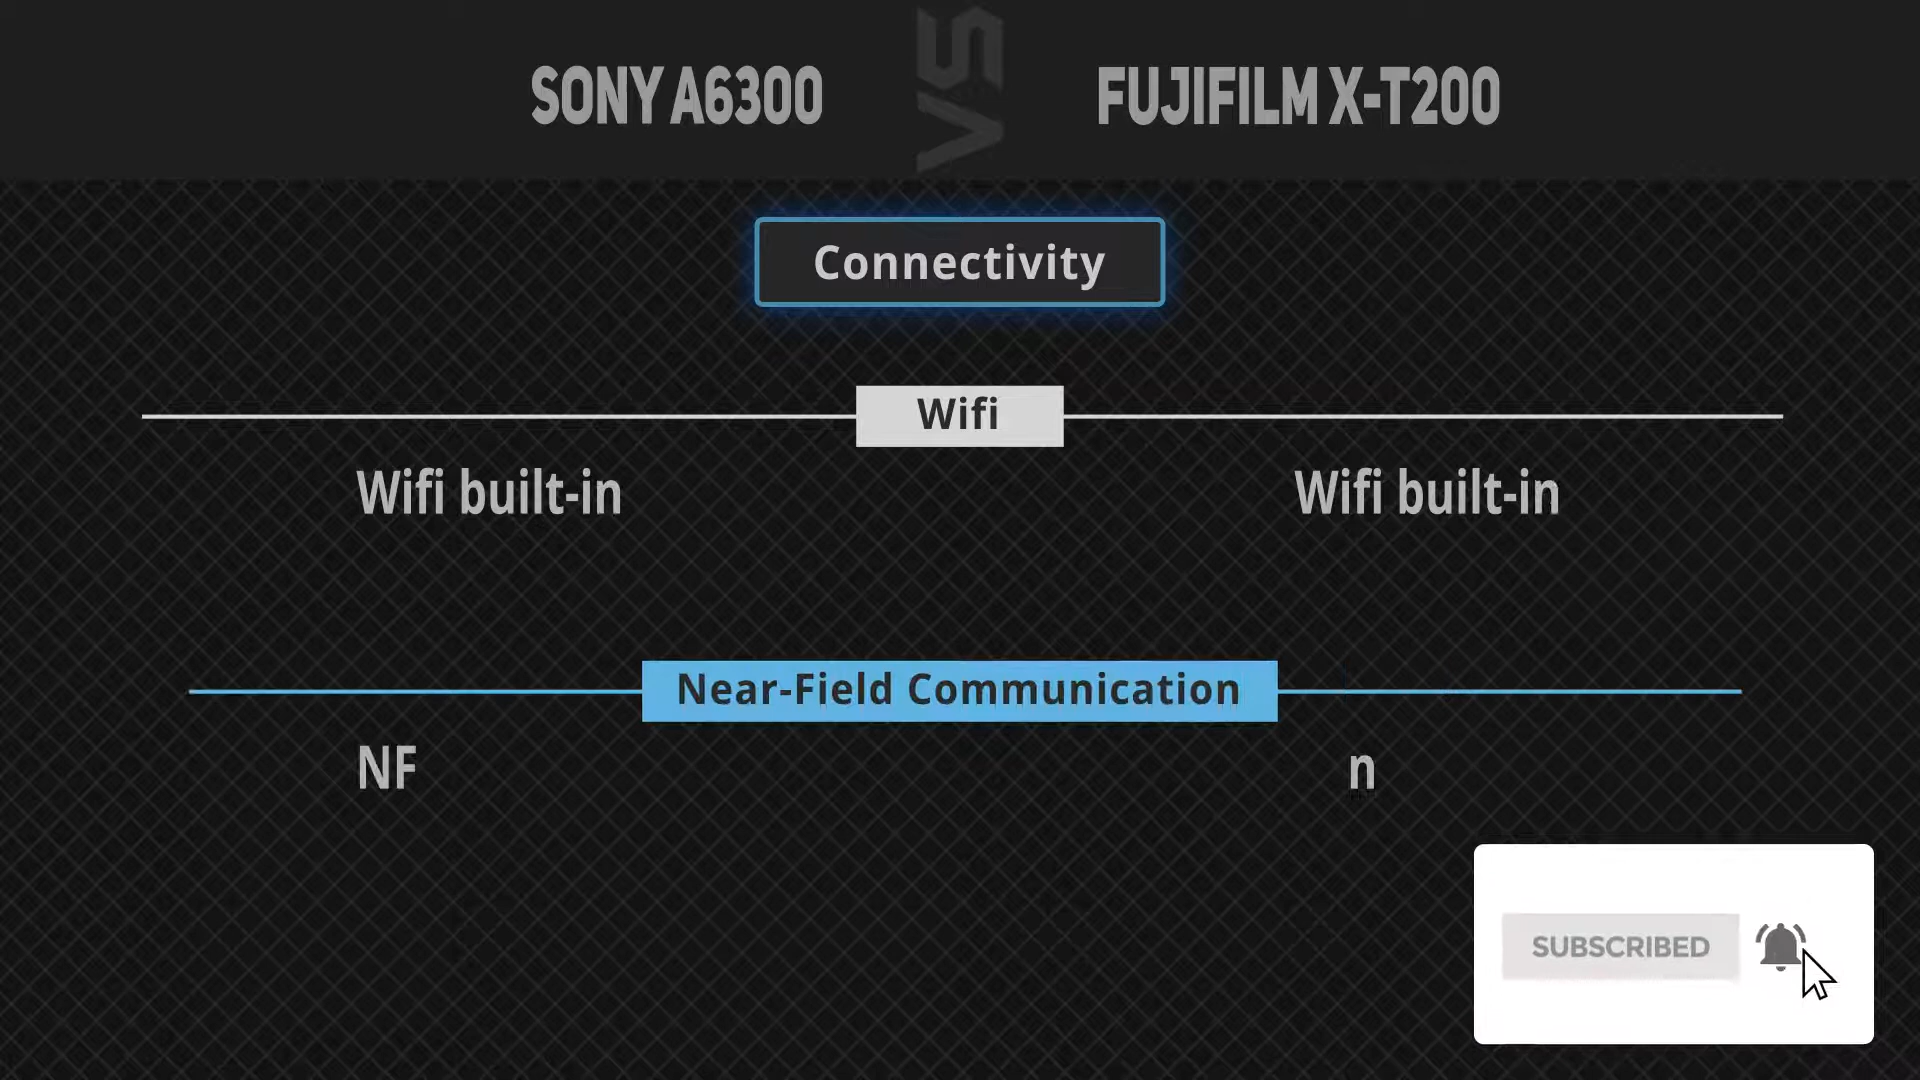 SONY A6300 VS FUJIFILM X-T200
Connectivity
Wifi
Wifi built-in Wifi built-in
Near-Field Communication
NF n
SUBSCRIBED